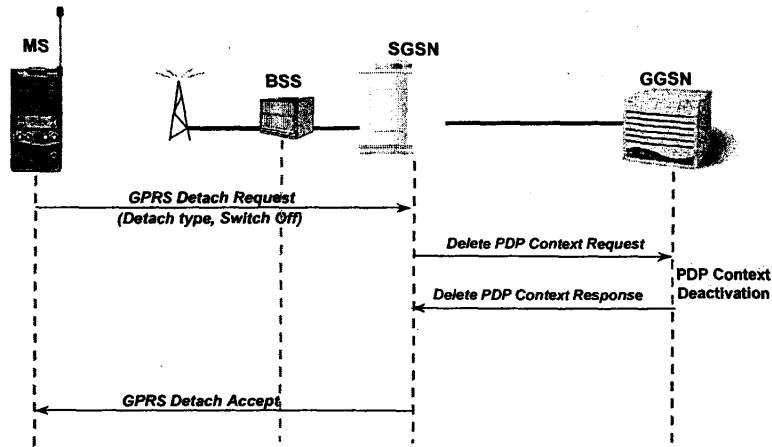 MS
BSS
SGSN
GGSN
GPRS Detach Request
(Detach type, Switch Off)
Delete PDP Context Request
PDP Context
Deactivation
Delete PDP Context Response
GPRS Detach Accept